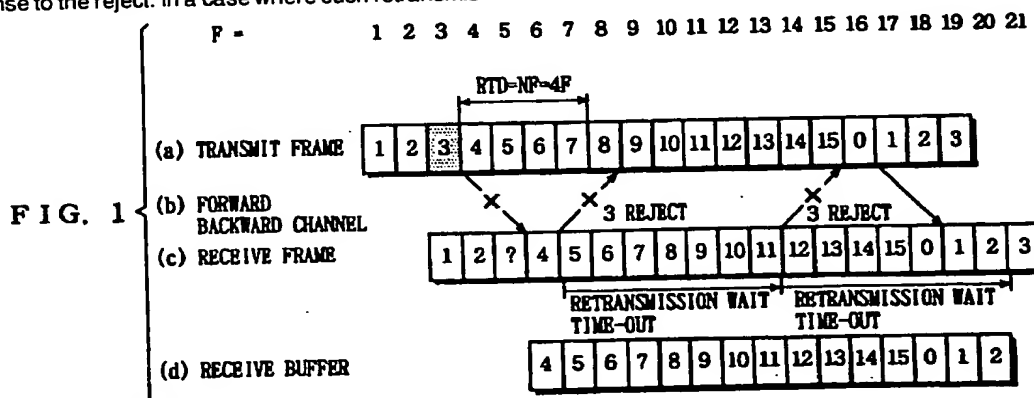 nse to the reject. In a case where such
F = 1 2 3 4 5 6 7 8 9 10 11 12 13 14 15 16 17 18 19 20 21
RTD=NF=4F
(a) TRANSMIT FRAME 1 2 3 4 5 6 7 8 9 10 11 12 13 14 15 0 1 2 3
FIG. 1
(b) FORWARD
BACKWARD CHANNEL
3 REJECT 3 REJECT
(c) RECEIVE FRAME 1 2 ? 4 5 6 7 8 9 10 11 12 13 14 15 0 1 2 3
RETRANSMISSION WAIT RETRANSMISSION WAIT
TIME-OUT TIME-OUT
(d) RECEIVE BUFFER 4 5 6 7 8 9 10 11 12 13 14 15 0 1 2